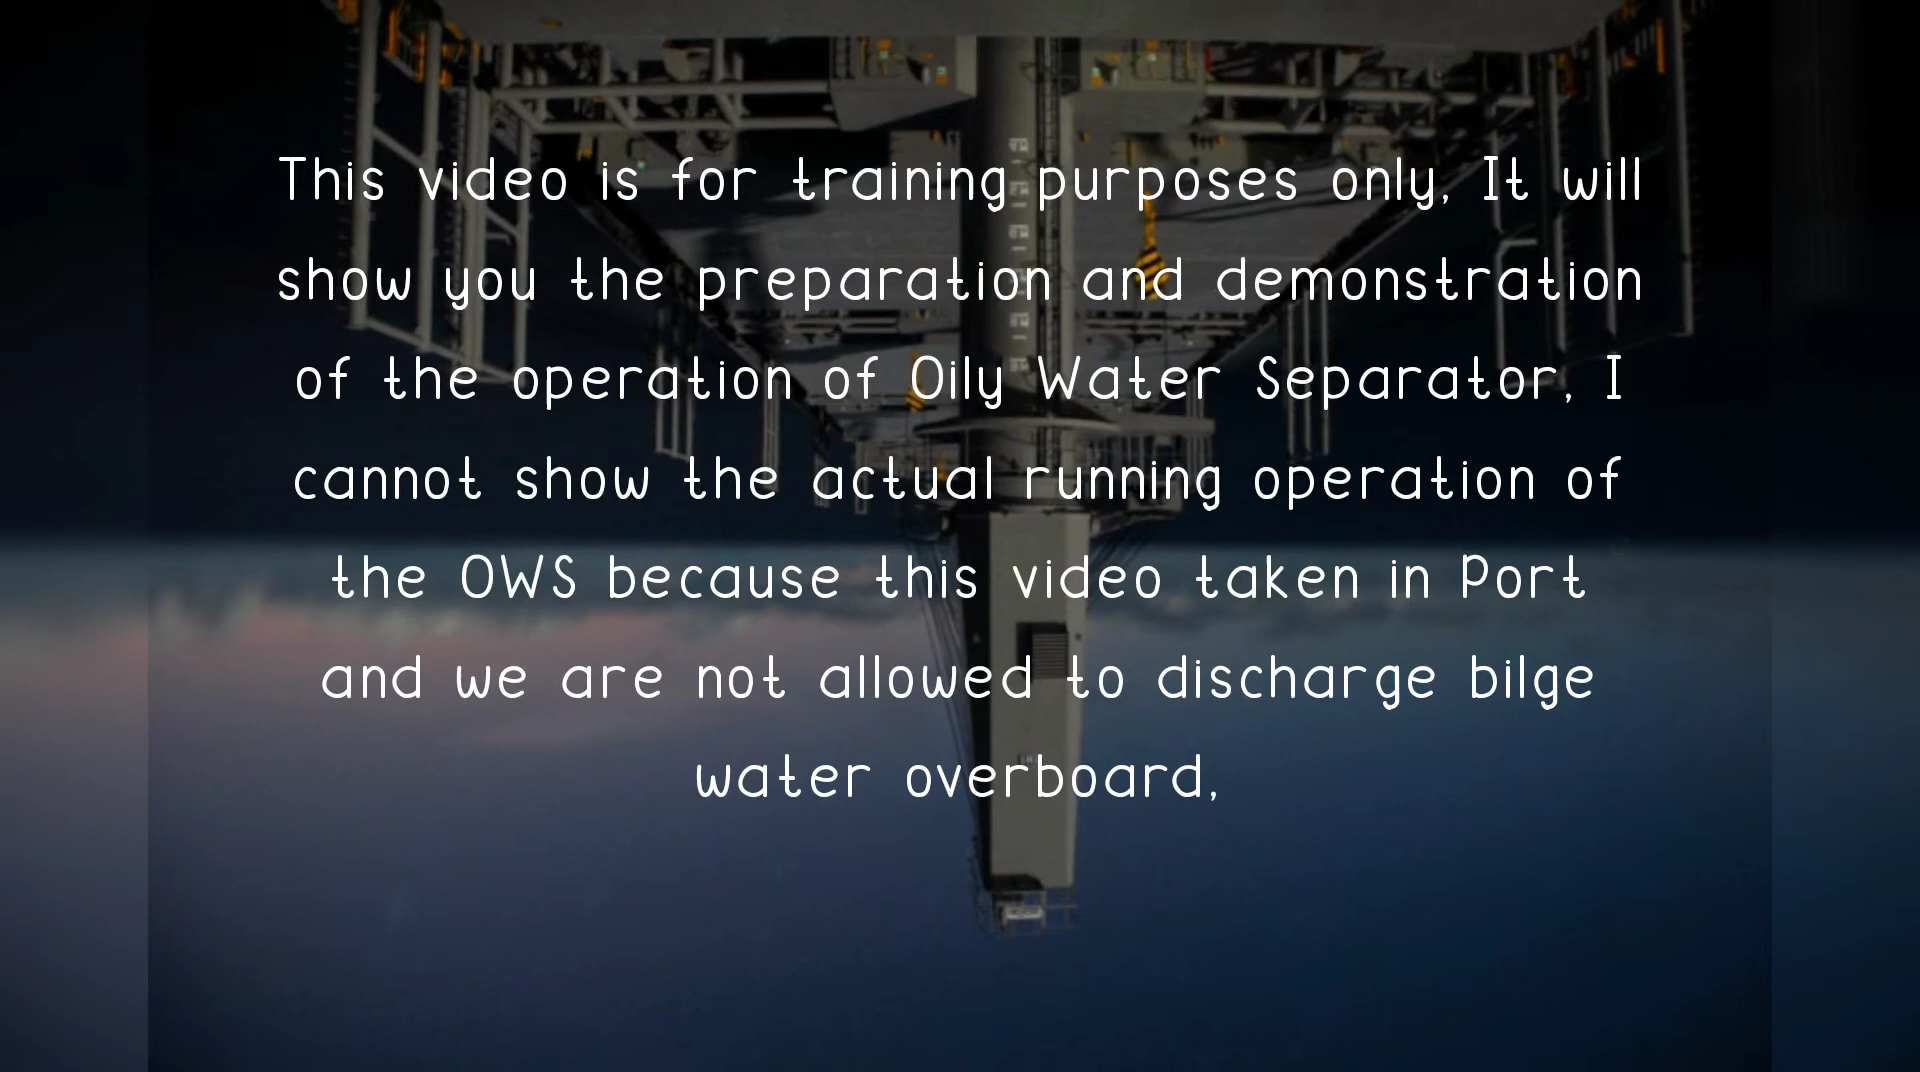 This video is for training purposes only, It will
show you the preparation and demonstration
of the operation of Oily Water Separator, I
cannot show the actual running operation of
the OWS because this video taken in Port
and we are not allowed to discharge bilge
water overboard,